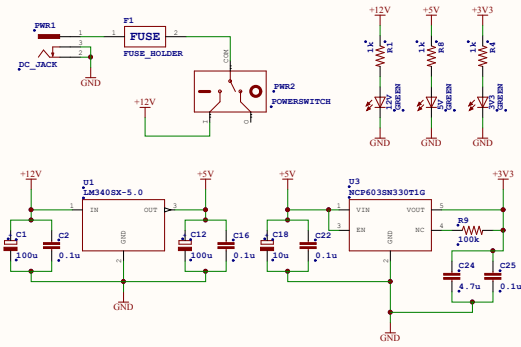 PWR1
1
3
2
DC_JACK
GND
F1
1
FUSE
2
FUSE_HOLDER
COM
PWR2
POWERSWITCH
I
O
+12V
+12V
1k
R1
12V
GREEN
GND
+5V
1k
R8
5V
GREEN
GND
+3V3
1k
R4
3V3
GREEN
GND
+12V
U1
LM340SX-5.0
1
IN
OUT
3
GND
2
+5V
C1
100u
C2
0.1u
C12
100u
C16
0.1u
GND
+5V
U3
NCP603SN330T1G
1
VIN
VOUT
5
3
EN
NC
4
GND
2
+3V3
R9
100k
C18
10u
C22
0.1u
C24
4.7u
C25
0.1u
GND